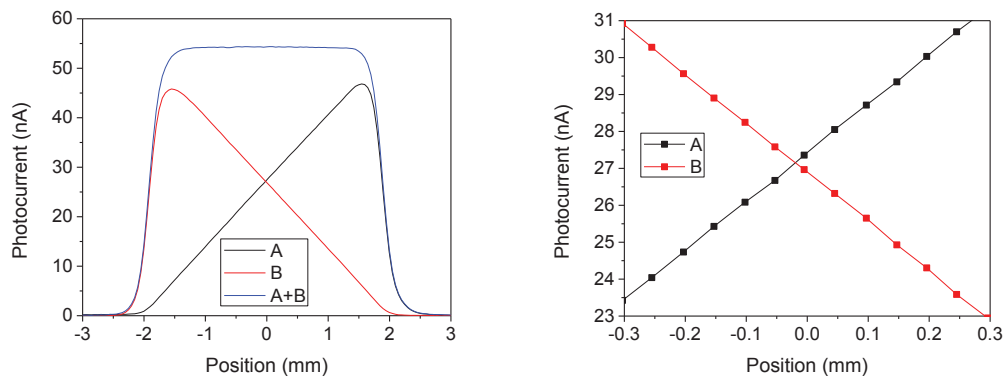 60
50
40
30
20
10
0
Photocurrent (nA)
A
B
A+B
-3 -2 -1 0 1 2 3
Position (mm)
31
30
29
28
27
26
25
24
23
Photocurrent (nA)
A
B
-0.3 -0.2 -0.1 0.0 0.1 0.2 0.3
Position (mm)